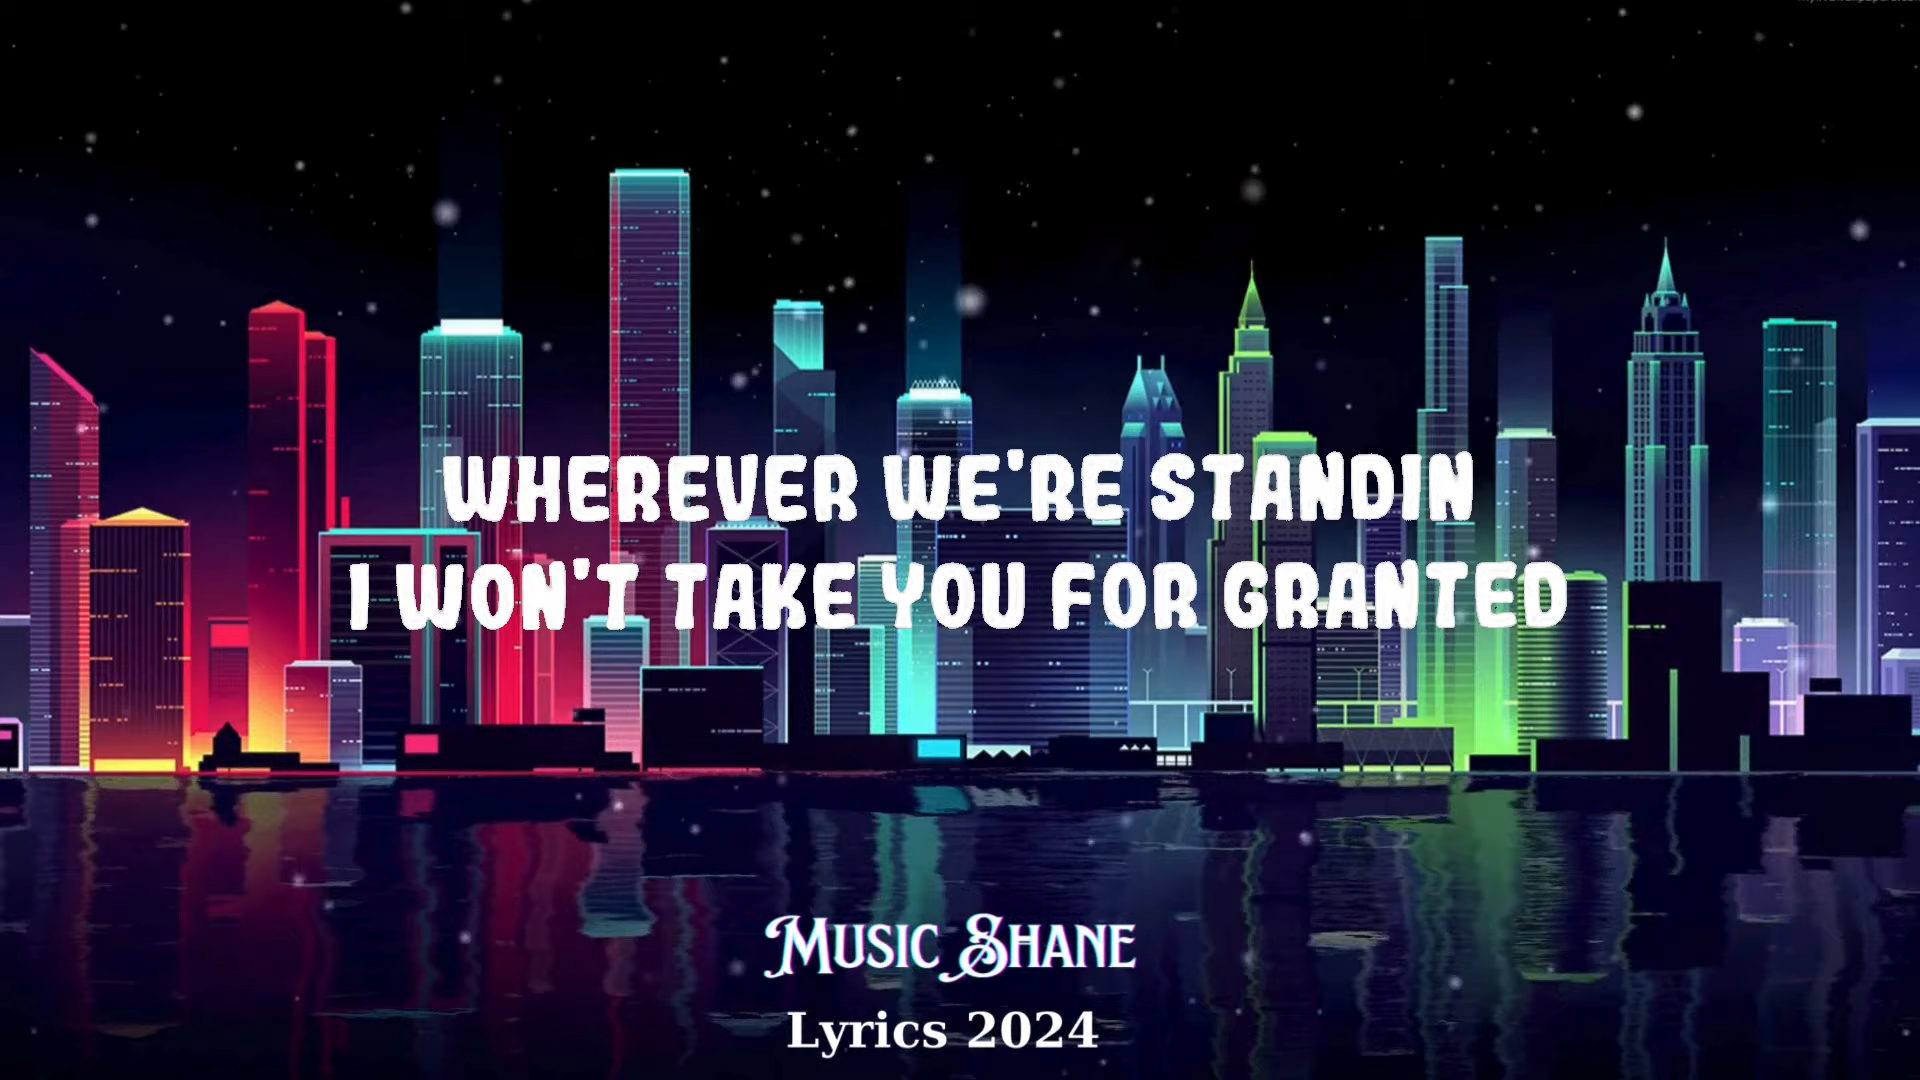 WHEREVER WE'RE STANDIN
I WON'T TAKE YOU FOR GRANTED
MUSIC SHANE
Lyrics 2024